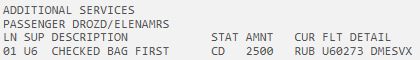 ADDITIONAL SERVICES
PASSENGER DROZD/ELENAMRS
LN SUP DESCRIPTION STAT AMNT CUR FLT DETAIL
01 U6 CHECKED BAG FIRST CD 2500 RUB U60273 DMESVX